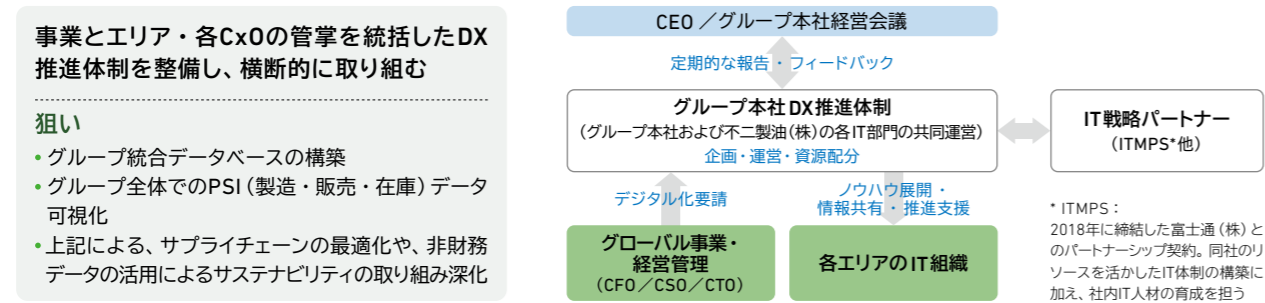 事業とエリア・各CxOの管掌を統括したDX
推進体制を整備し、横断的に取り組む
狙い
• グループ統合データベースの構築
• グループ全体でのPSI（製造・販売・在庫）データ
可視化
• 上記による、サプライチェーンの最適化や、非財務
データの活用によるサステナビリティの取り組み深化
CEO／グループ本社経営会議
定期的な報告・フィードバック
グループ本社DX推進体制
（グループ本社および不二製油（株）の各IT部門の共同運営）
企画・運営・資源配分
IT戦略パートナー
（ITMPS*他）
デジタル化要請
ノウハウ展開・
情報共有・推進支援
グローバル事業・
経営管理
（CFO／CSO／CTO）
各エリアのIT組織
* ITMPS：
2018年に締結した富士通（株）と
のパートナーシップ契約。同社のリ
ソースを活かしたIT体制の構築に
加え、社内IT人材の育成を担う